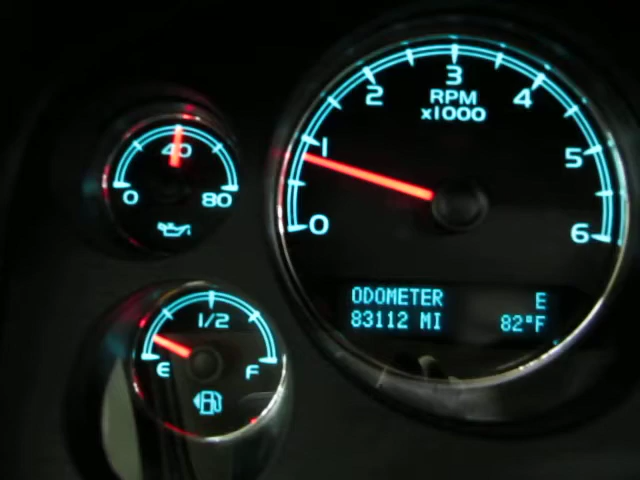 0 1 2 3 4 5 6
RPM
x1000
0 40 80
E 1/2 F
ODOMETER E
83112 MI 82°F